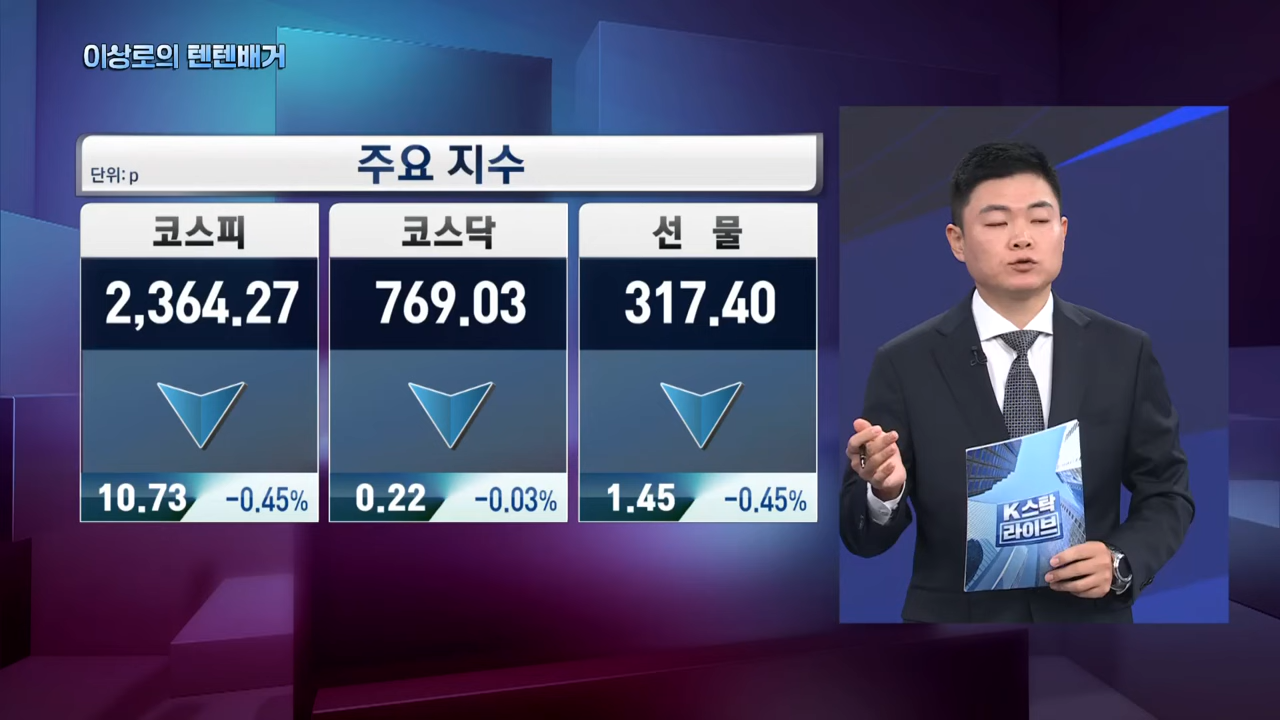 이상로의 텐텐배거
단위:p
주요 지수
코스피
코스닥
선 물
2,364.27
769.03
317.40
10.73 -0.45%
0.22 -0.03%
1.45 -0.45%
K 스탁
라이브